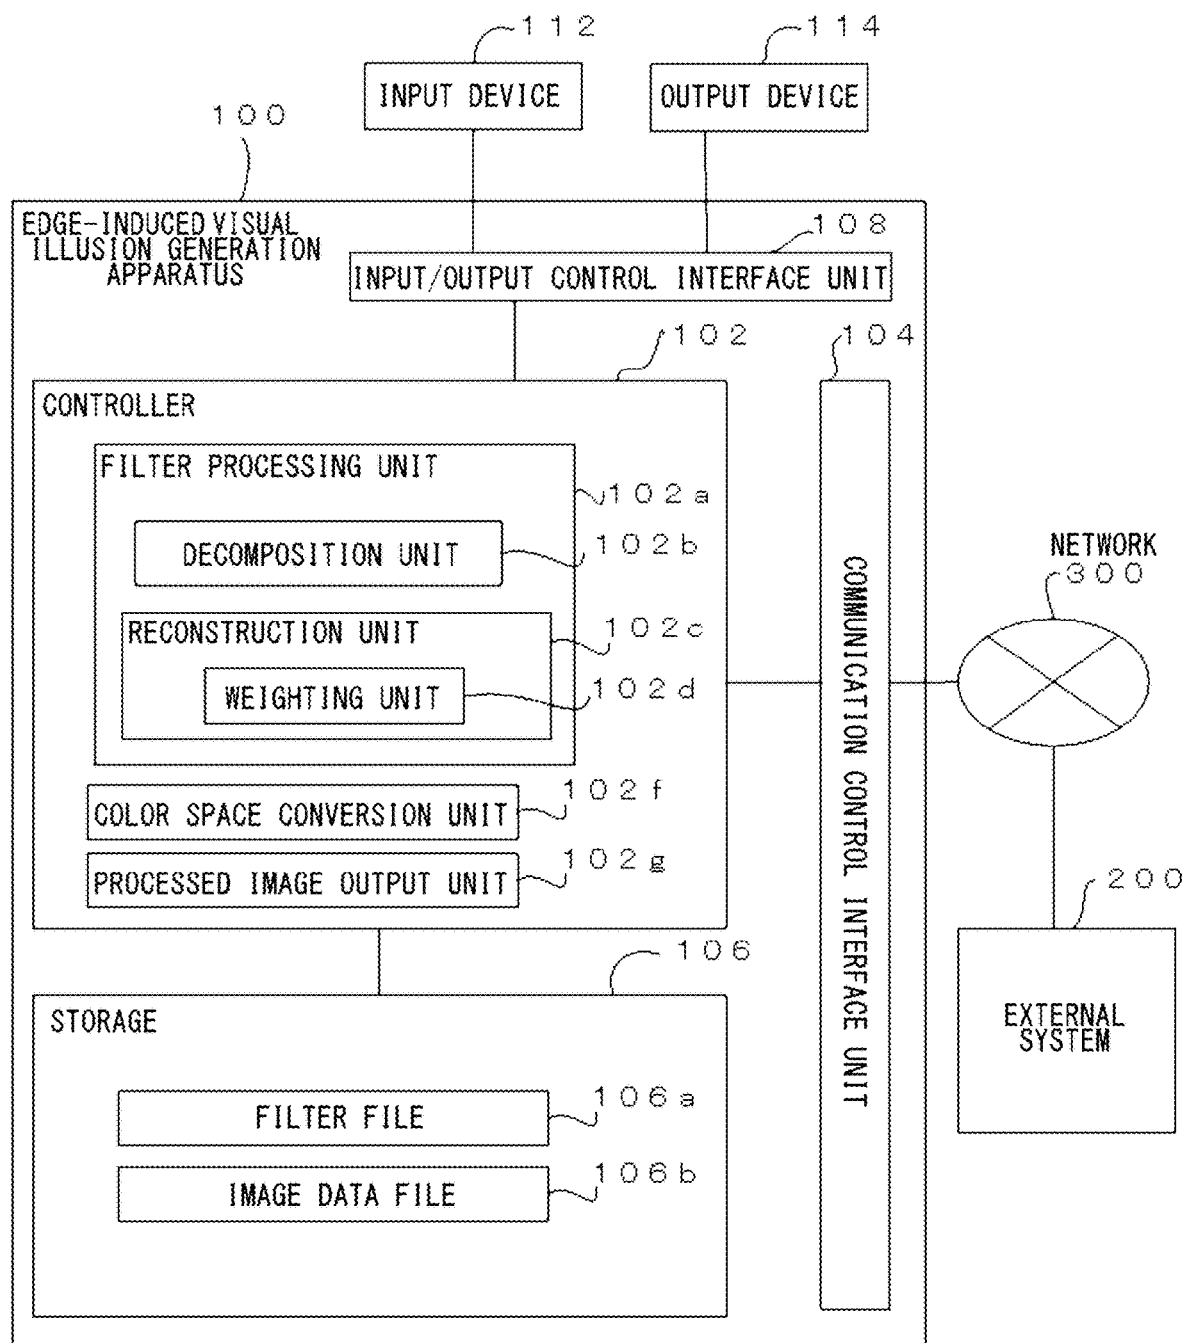 112
114
INPUT DEVICE
OUTPUT DEVICE
100
EDGE-INDUCED VISUAL
ILLUSION GENERATION
APPARATUS
108
INPUT/OUTPUT CONTROL INTERFACE UNIT
102
104
CONTROLLER
FILTER PROCESSING UNIT
102a
DECOMPOSITION UNIT
102b
RECONSTRUCTION UNIT
102c
WEIGHTING UNIT
102d
COLOR SPACE CONVERSION UNIT
102f
PROCESSED IMAGE OUTPUT UNIT
102g
COMMUNICATION CONTROL INTERFACE UNIT
NETWORK
300
200
EXTERNAL
SYSTEM
106
STORAGE
FILTER FILE
106a
IMAGE DATA FILE
106b